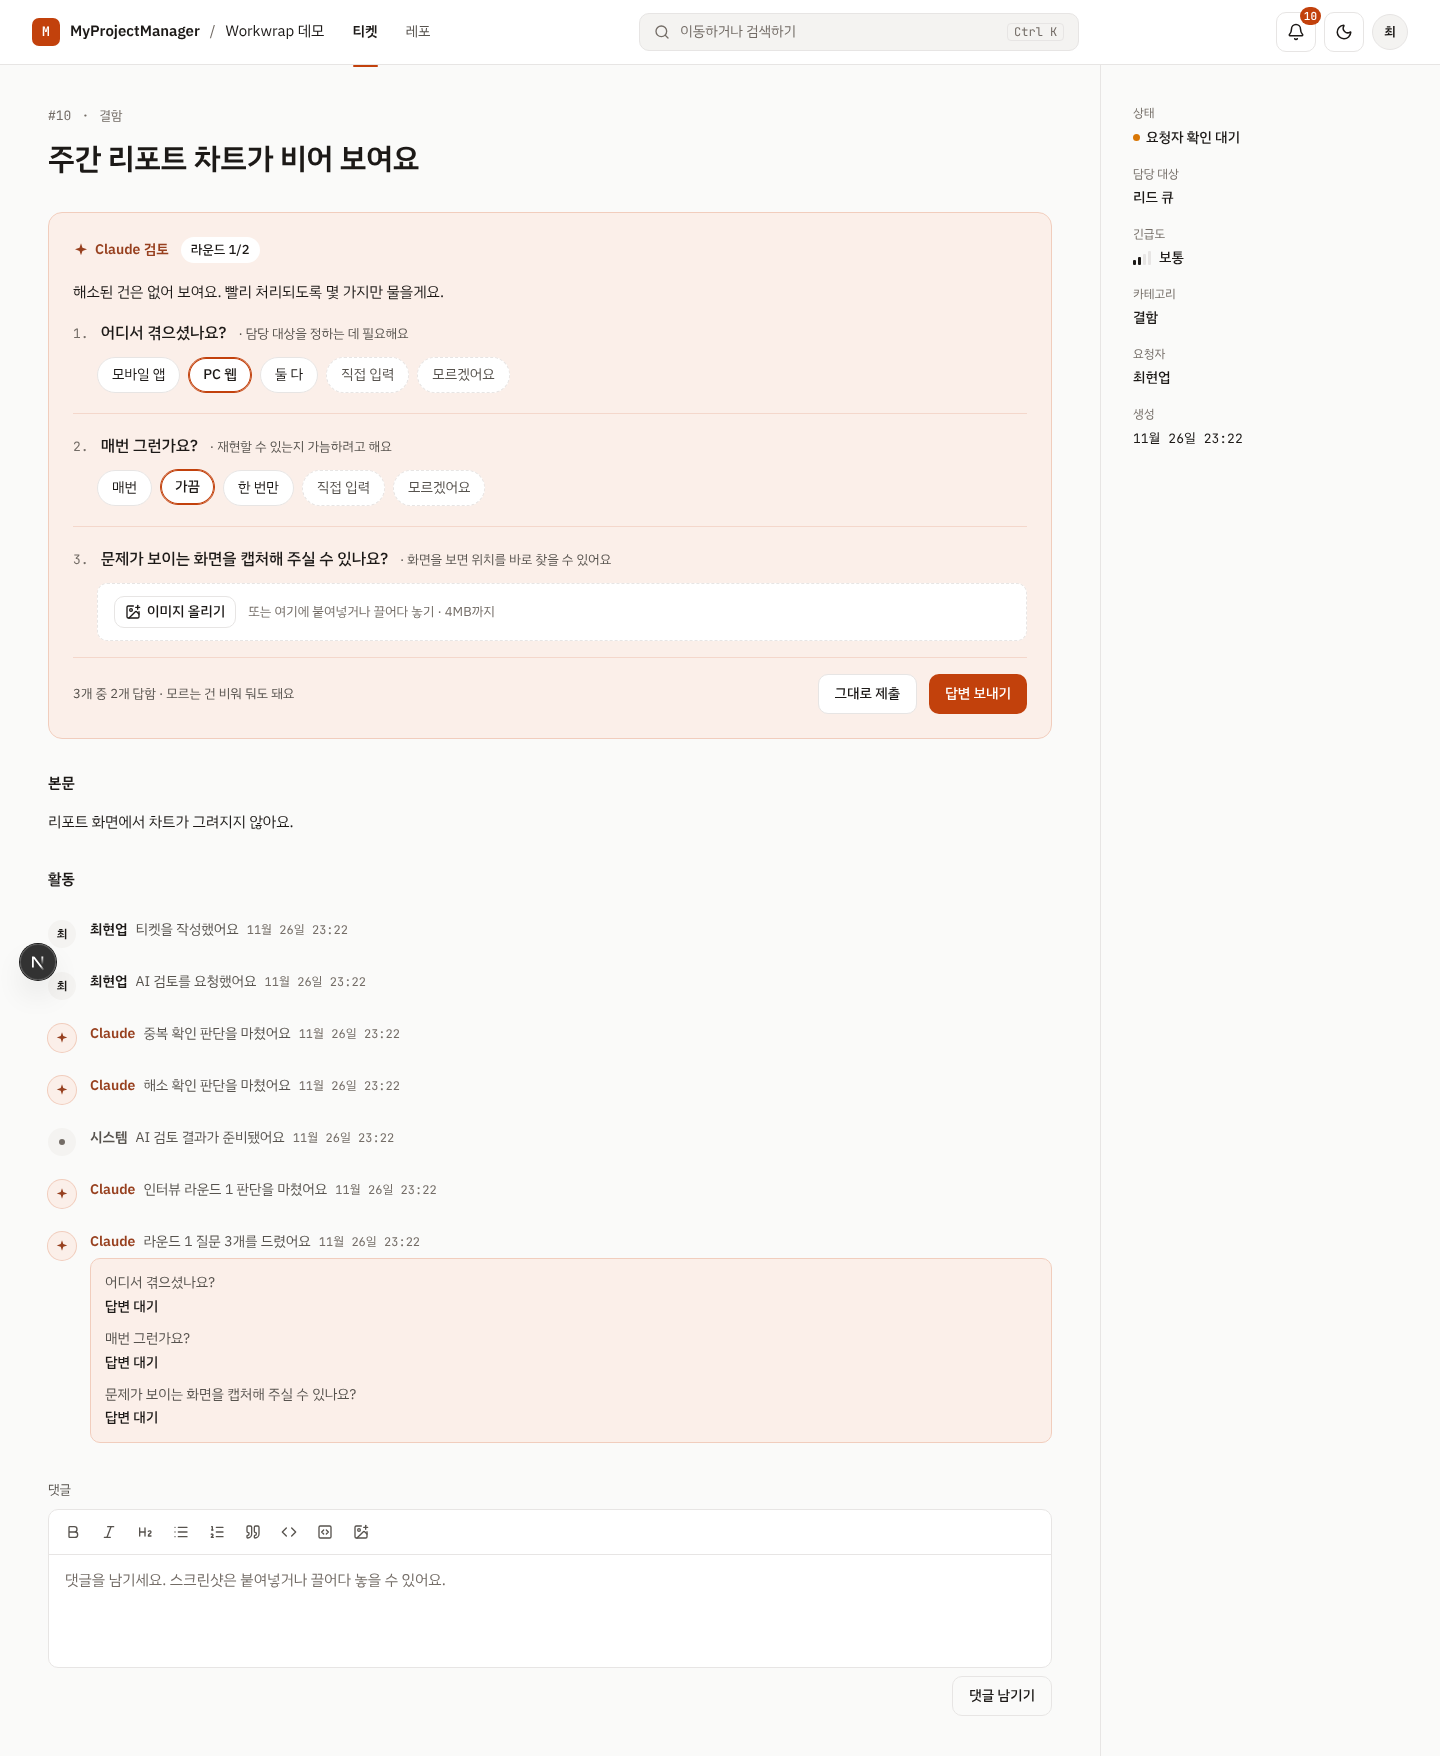 M MyProjectManager / Workwrap 데모 티켓 레포 이동하거나 검색하기 Ctrl K 10 최
#10 · 결함
주간 리포트 차트가 비어 보여요
Claude 검토 라운드 1/2
해소된 건은 없어 보여요. 빨리 처리되도록 몇 가지만 물을게요.
1. 어디서 겪으셨나요? · 담당 대상을 정하는 데 필요해요
모바일 앱 PC 웹 둘 다 직접 입력 모르겠어요
2. 매번 그런가요? · 재현할 수 있는지 가늠하려고 해요
매번 가끔 한 번만 직접 입력 모르겠어요
3. 문제가 보이는 화면을 캡처해 주실 수 있나요? · 화면을 보면 위치를 바로 찾을 수 있어요
이미지 올리기 또는 여기에 붙여넣거나 끌어다 놓기 · 4MB까지
3개 중 2개 답함 · 모르는 건 비워 둬도 돼요 그대로 제출 답변 보내기
본문
리포트 화면에서 차트가 그려지지 않아요.
활동
최 최현업 티켓을 작성했어요 11월 26일 23:22
N
최 최현업 AI 검토를 요청했어요 11월 26일 23:22
Claude 중복 확인 판단을 마쳤어요 11월 26일 23:22
Claude 해소 확인 판단을 마쳤어요 11월 26일 23:22
시스템 AI 검토 결과가 준비됐어요 11월 26일 23:22
Claude 인터뷰 라운드 1 판단을 마쳤어요 11월 26일 23:22
Claude 라운드 1 질문 3개를 드렸어요 11월 26일 23:22
어디서 겪으셨나요?
답변 대기
매번 그런가요?
답변 대기
문제가 보이는 화면을 캡처해 주실 수 있나요?
답변 대기
댓글
B I H2
댓글을 남기세요. 스크린샷은 붙여넣거나 끌어다 놓을 수 있어요.
댓글 남기기
상태
요청자 확인 대기
담당 대상
리드 큐
긴급도
보통
카테고리
결함
요청자
최현업
생성
11월 26일 23:22